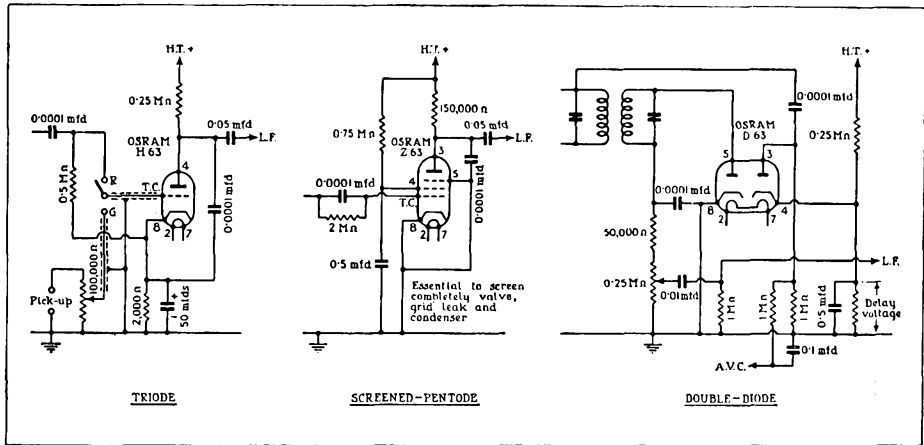 H.T. +
0·25 MΩ
0·0001 mfd
0·05 mfd
L.F.
OSRAM
H 63
4
R
T.C.
0·5 MΩ
G
8
2
7
0·0001 mfd
100,000 Ω
Pick-up
2,000 Ω
+
50 mfds
TRIODE
H.T. +
0·75 MΩ
150,000 Ω
0·05 mfd
L.F.
OSRAM
Z 63
3
5
4
T.C.
0·0001 mfd
2 MΩ
8
2
7
0·0001 mfd
0·5 mfd
Essential to screen
completely valve,
grid leak and
condenser
SCREENED-PENTODE
H.T. +
0·0001 mfd
0·25 MΩ
OSRAM
D 63
5
3
0·0001 mfd
8
2
7
4
50,000 Ω
L.F.
0·25 MΩ
0·01 mfd
1 MΩ
1 MΩ
1 MΩ
0·5 mfd
Delay
voltage
0·1 mfd
A.V.C.
DOUBLE-DIODE